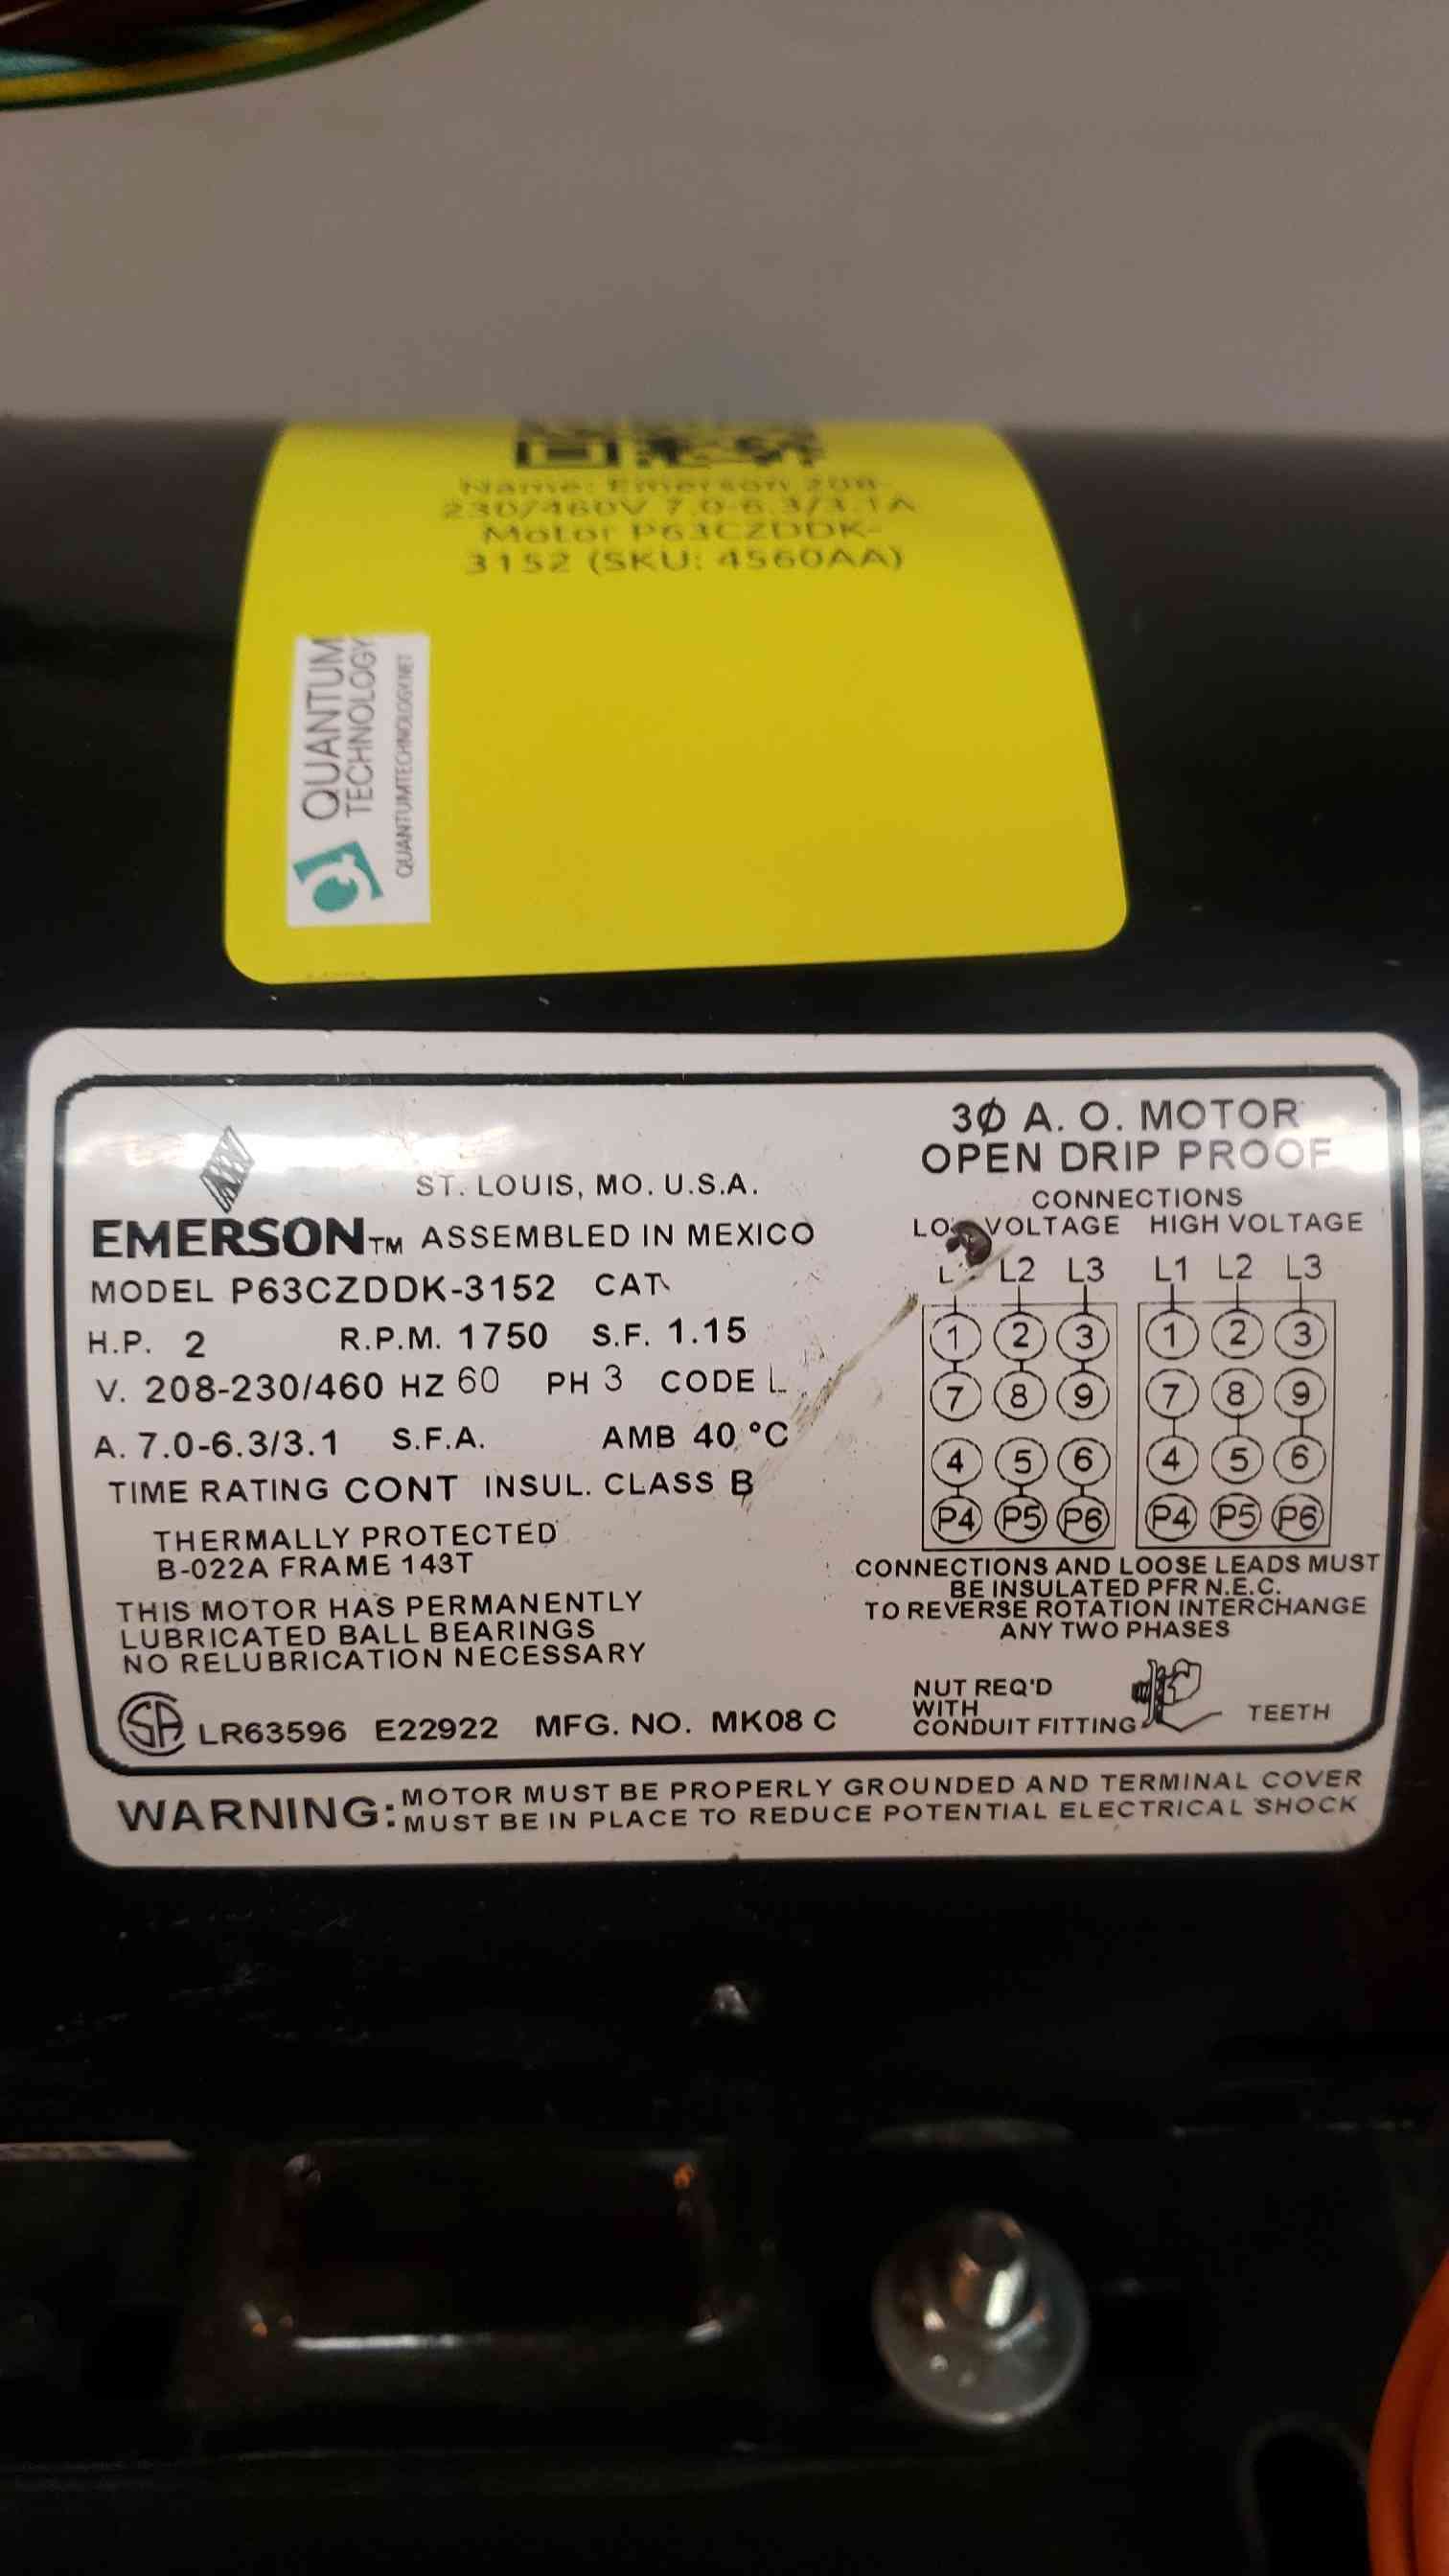 Name: Emerson 208-
230/460V 7.0-6.3/3.1A
Motor P63CZDDK-
3152 (SKU: 4560AA)
QUANTUM
TECHNOLOGY
QUANTUMTECHNOLOGY.NET
ST. LOUIS, MO. U.S.A.
EMERSON™ ASSEMBLED IN MEXICO
MODEL P63CZDDK-3152 CAT.
H.P. 2 R.P.M. 1750 S.F. 1.15
V. 208-230/460 HZ 60 PH 3 CODE L
A. 7.0-6.3/3.1 S.F.A. AMB 40 °C
TIME RATING CONT INSUL. CLASS B
THERMALLY PROTECTED
B-022A FRAME 143T
THIS MOTOR HAS PERMANENTLY
LUBRICATED BALL BEARINGS
NO RELUBRICATION NECESSARY
SA LR63596 E22922 MFG. NO. MK08 C
3Ø A. O. MOTOR
OPEN DRIP PROOF
CONNECTIONS
VOLTAGE HIGH VOLTAGE
L2 L3 L1 L2 L3
1 2 3 1 2 3
7 8 9 7 8 9
4 5 6 4 5 6
P4 P5 P6 P4 P5 P6
CONNECTIONS AND LOOSE LEADS MUST
BE INSULATED PER N.E.C.
TO REVERSE ROTATION INTERCHANGE
ANY TWO PHASES
NUT REQ'D
WITH
CONDUIT FITTING
TEETH
WARNING: MOTOR MUST BE PROPERLY GROUNDED AND TERMINAL COVER
MUST BE IN PLACE TO REDUCE POTENTIAL ELECTRICAL SHOCK